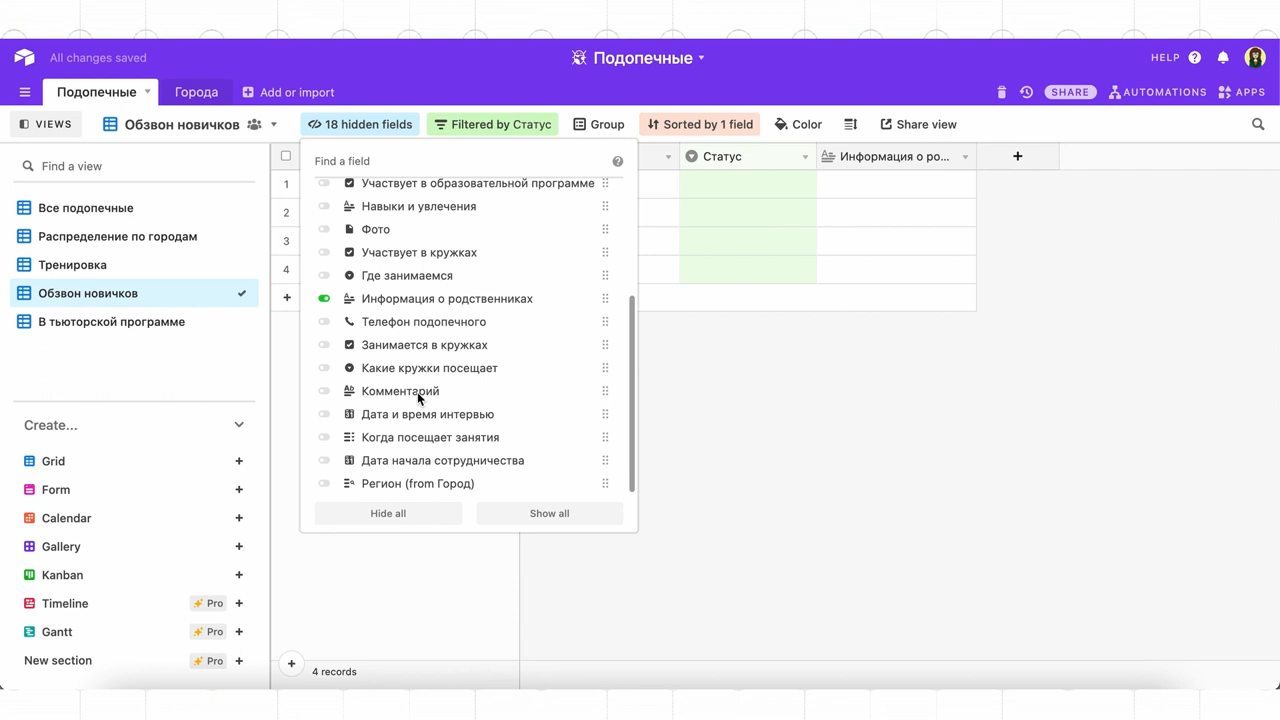 All changes saved
Подопечные
HELP
Подопечные
Города
Add or import
SHARE
AUTOMATIONS
APPS
VIEWS
Обзвон новичков
18 hidden fields
Filtered by Статус
Group
Sorted by 1 field
Color
Share view
Find a view
Все подопечные
Распределение по городам
Тренировка
Обзвон новичков
В тьюторской программе
Create...
Grid
Form
Calendar
Gallery
Kanban
Timeline Pro
Gantt Pro
New section Pro
Find a field
Участвует в образовательной программе
Навыки и увлечения
Фото
Участвует в кружках
Где занимаемся
Информация о родственниках
Телефон подопечного
Занимается в кружках
Какие кружки посещает
Комментарий
Дата и время интервью
Когда посещает занятия
Дата начала сотрудничества
Регион (from Город)
Hide all
Show all
Статус
Информация о ро...
1
2
3
4
4 records